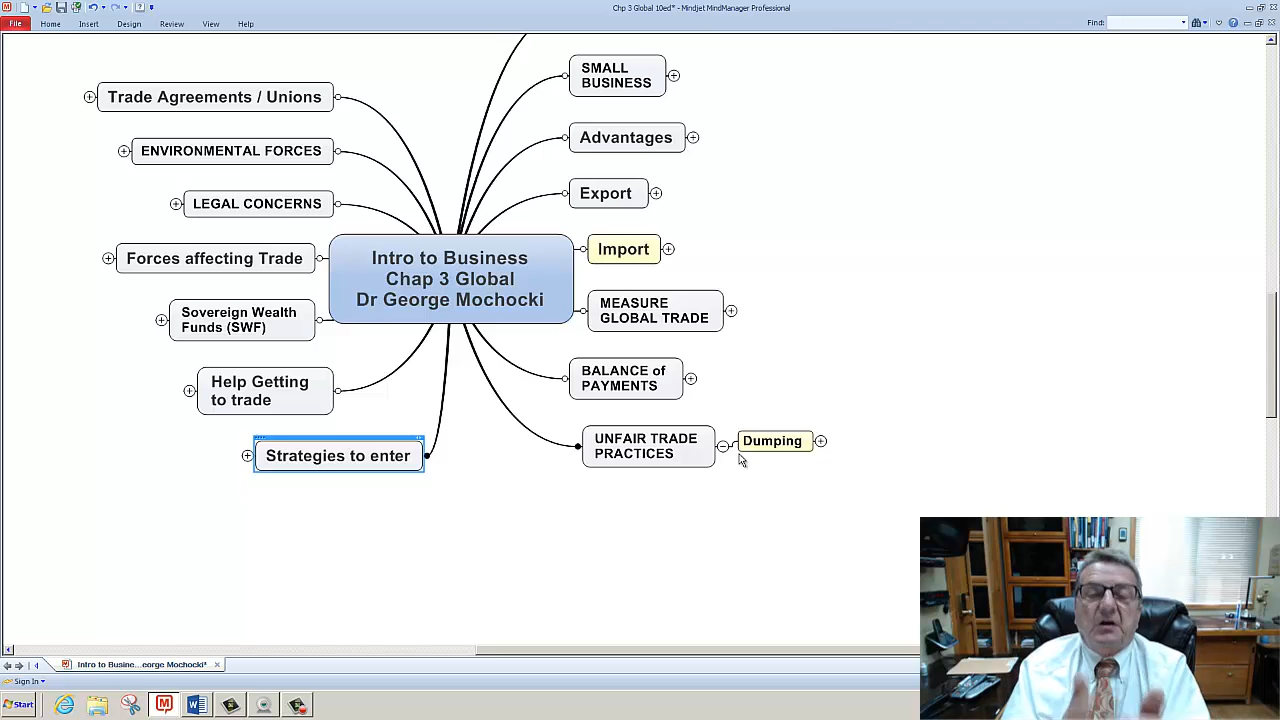 Chp 3 Global 10ed* - Mindjet MindManager Professional
File Home Insert Design Review View Help
Find:
SMALL
BUSINESS
Trade Agreements / Unions
Advantages
ENVIRONMENTAL FORCES
Export
LEGAL CONCERNS
Import
Forces affecting Trade
Intro to Business
Chap 3 Global
Dr George Mochocki
MEASURE
GLOBAL TRADE
Sovereign Wealth
Funds (SWF)
BALANCE of
PAYMENTS
Help Getting
to trade
UNFAIR TRADE
PRACTICES
Dumping
Strategies to enter
Intro to Busine...eorge Mochocki*
Sign In
Start